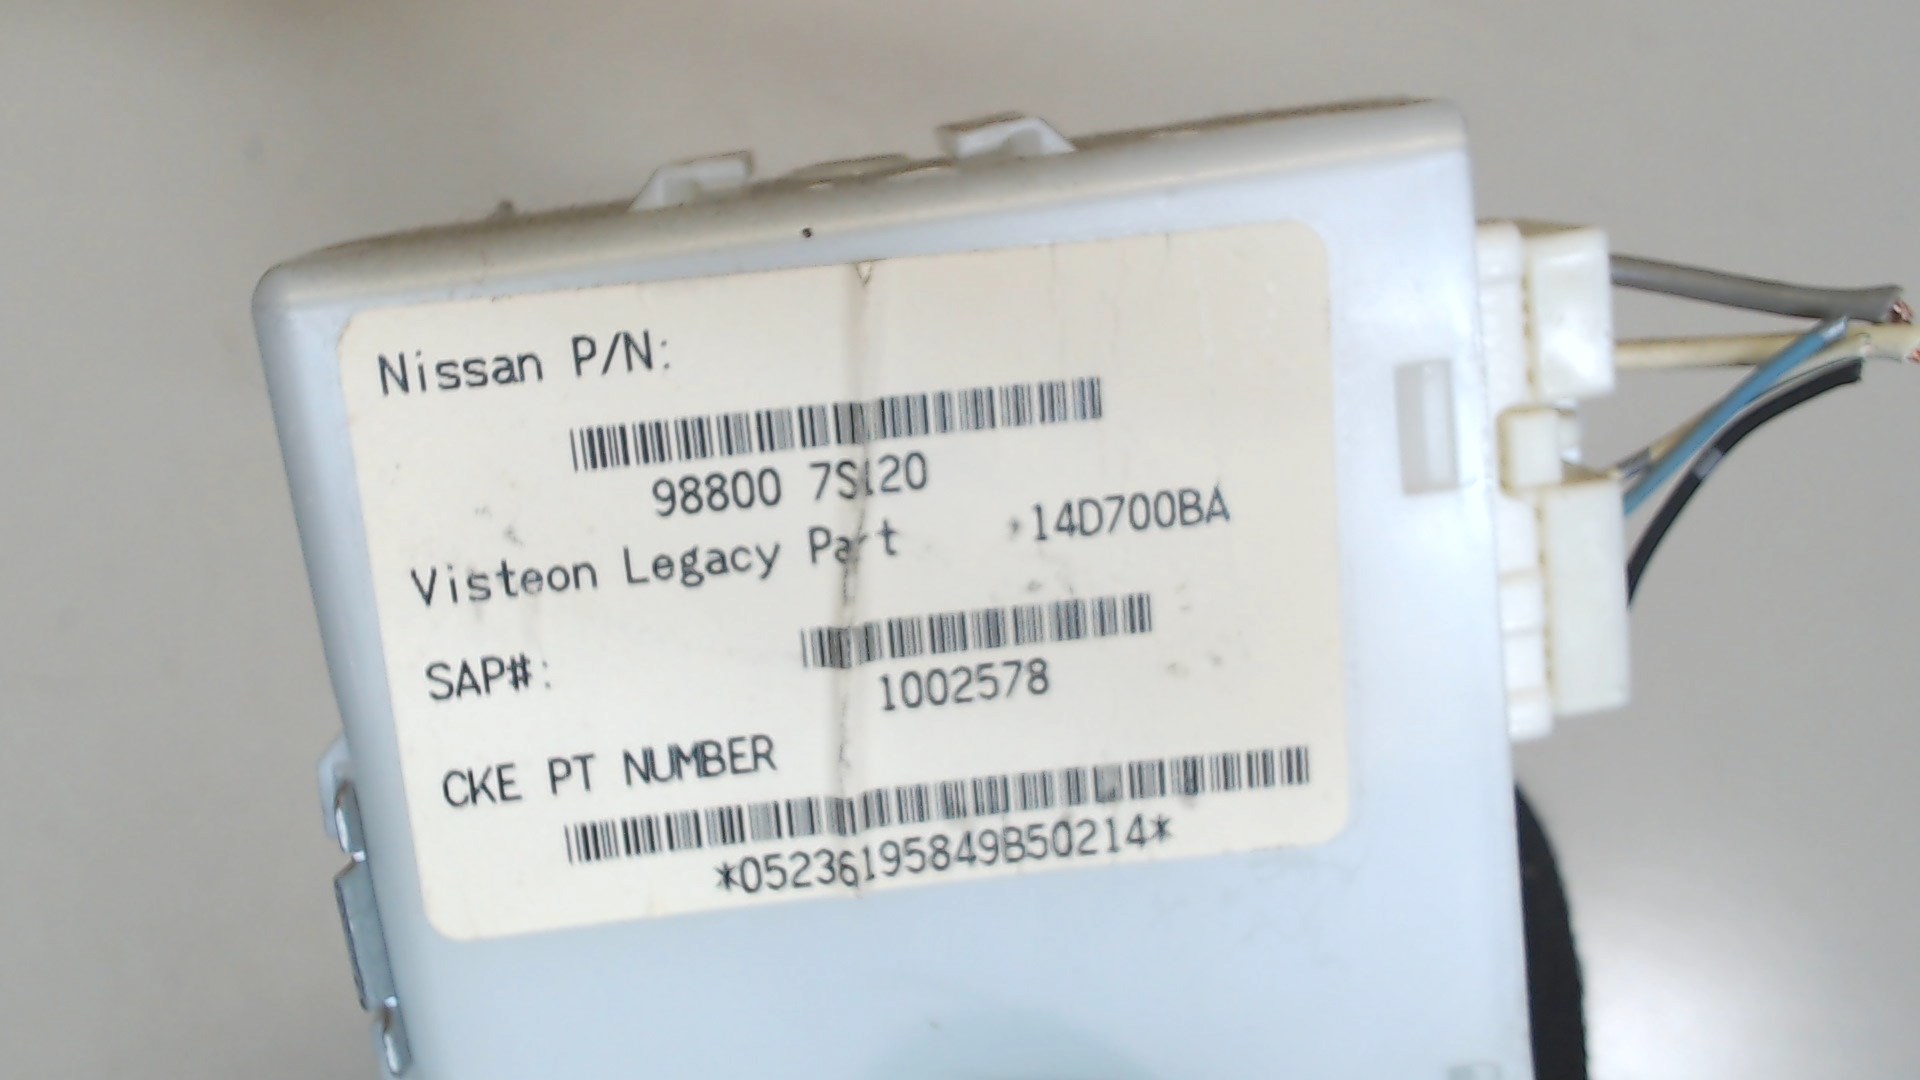 Nissan P/N:
98800 7S120
Visteon Legacy Part 14D700BA
SAP#:
1002578
CKE PT NUMBER
*05236195849B50214*